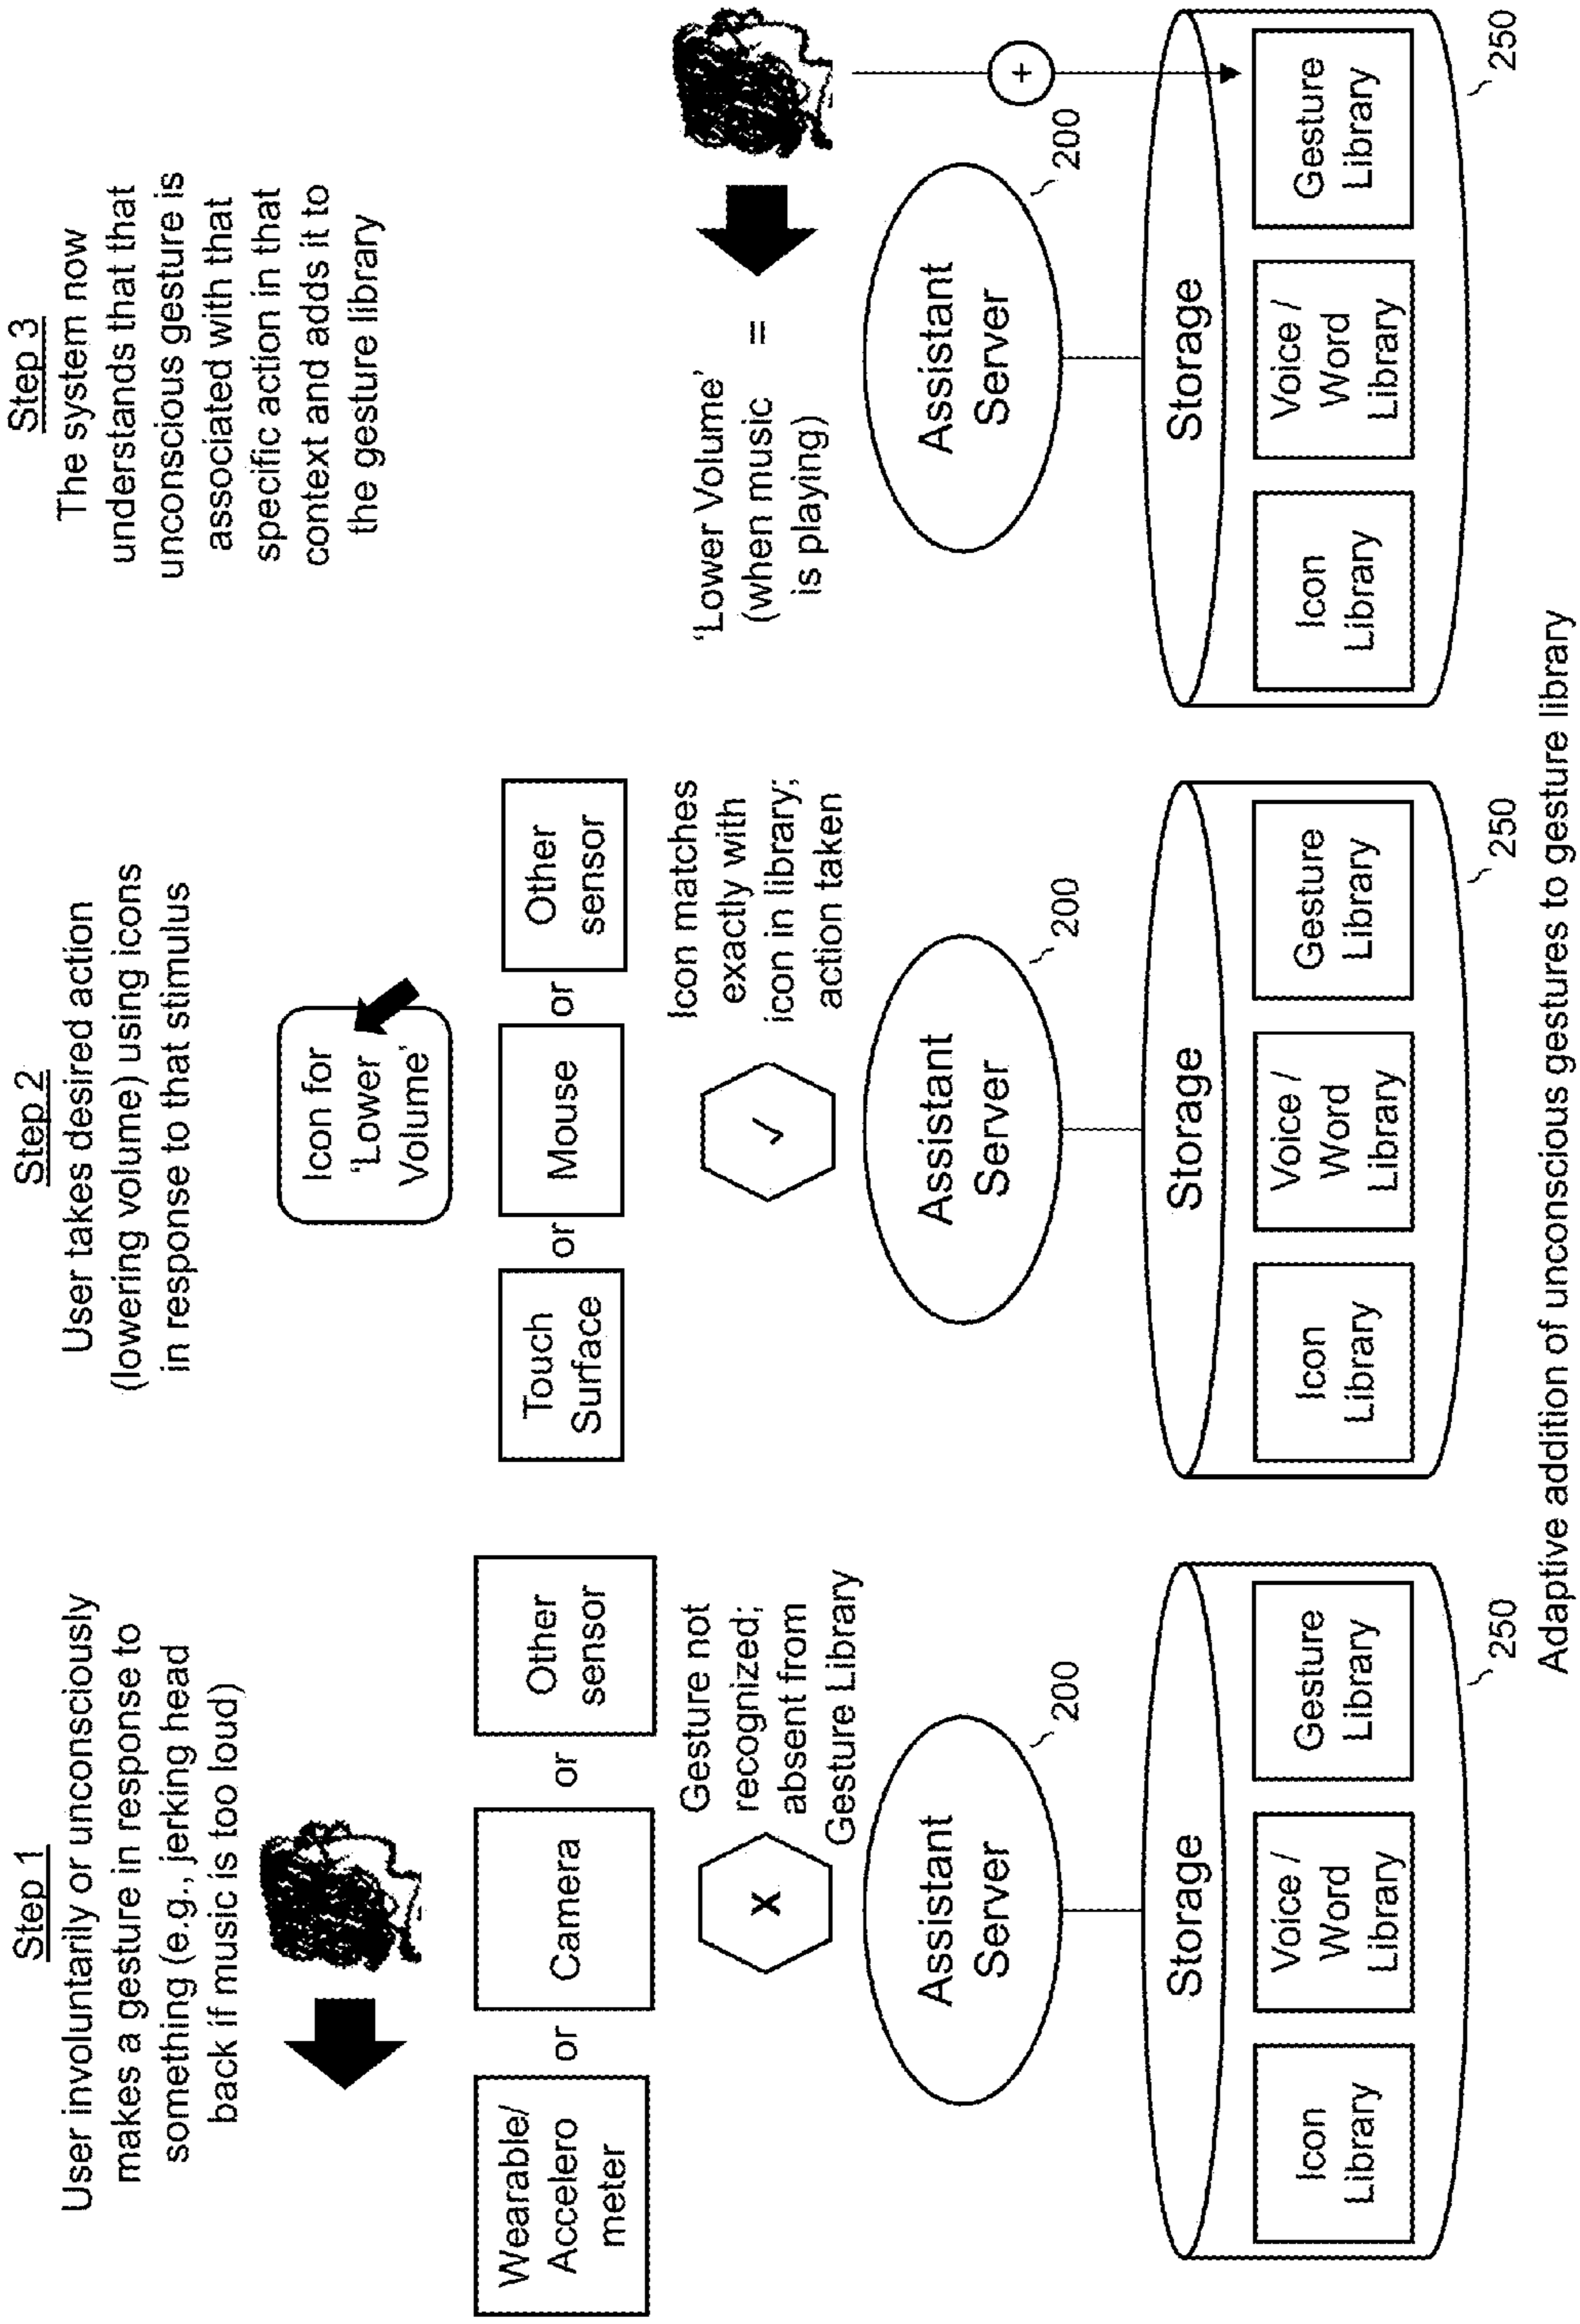 Step 1
User involuntarily or unconsciously
makes a gesture in response to
something (e.g., jerking head
back if music is too loud)
Wearable/
Accelero
meter
or
Camera
or
Other
sensor
X
Gesture not
recognized;
absent from
Gesture Library
Assistant
Server
200
Storage
Icon
Library
Voice /
Word
Library
Gesture
Library
250
Step 2
User takes desired action
(lowering volume) using icons
in response to that stimulus
Icon for
‘Lower
Volume’
Touch
Surface
or
Mouse
or
Other
sensor
✓
Icon matches
exactly with
icon in library;
action taken
Assistant
Server
200
Storage
Icon
Library
Voice /
Word
Library
Gesture
Library
250
Step 3
The system now
understands that that
unconscious gesture is
associated with that
specific action in that
context and adds it to
the gesture library
‘Lower Volume’
(when music =
is playing)
+
Assistant
Server
200
Storage
Icon
Library
Voice /
Word
Library
Gesture
Library
250
Adaptive addition of unconscious gestures to gesture library